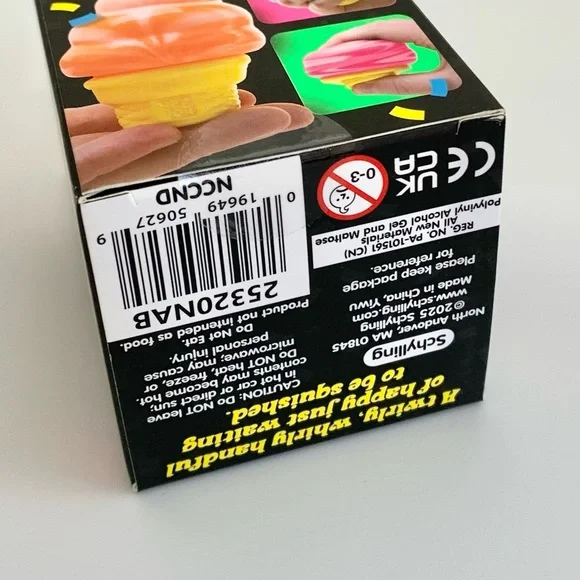 A twirly, whirly handful
of happy just waiting
to be squished.
CAUTION: Do NOT leave
in hot car or direct sun;
contents may become hot.
Do NOT heat, freeze, or
microwave; may cause
personal injury.
Do Not Eat.
Product not intended as food.
25320NAB
0 19649 50627 9
NCCND
Schylling
North Andover, MA 01845
©2025 Schylling
www.schylling.com
Made in China, Yiwu
Please keep package
for reference.
REG. NO. PA-101561 (CN)
All New Materials
Polyvinyl Alcohol Gel and Maltose
0-3
UK
CA
CE